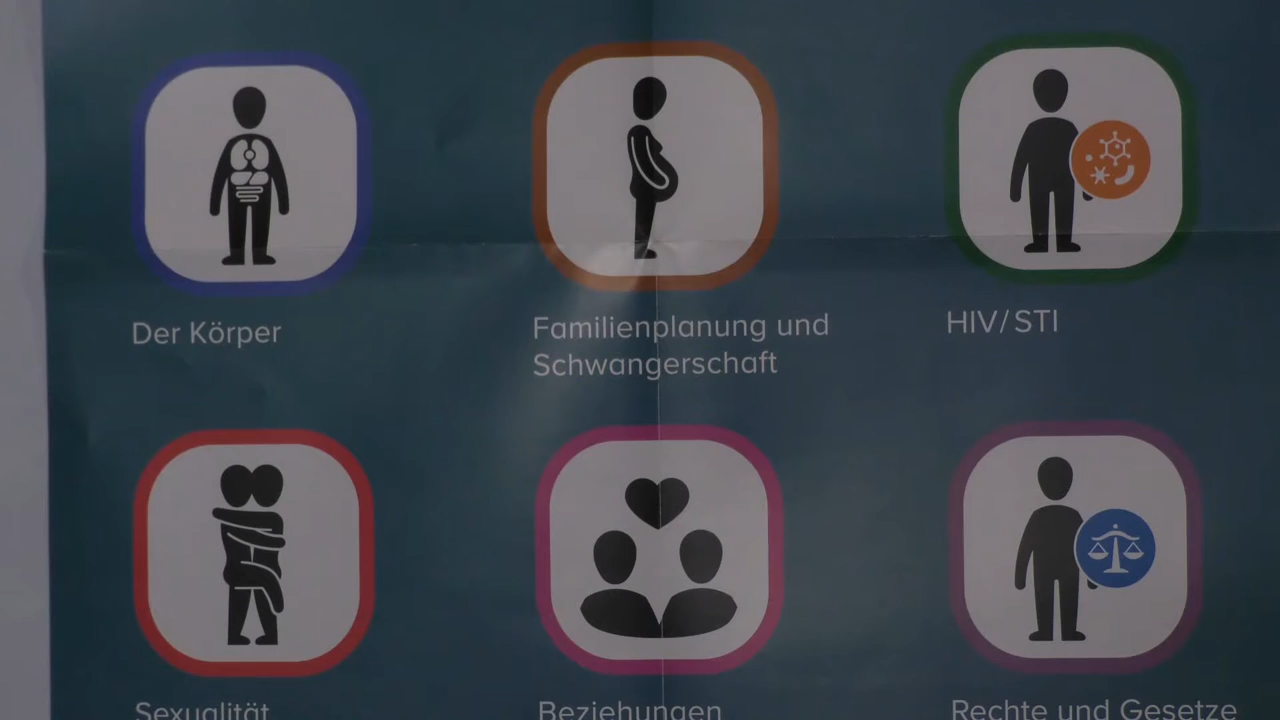 Der Körper
Familienplanung und
Schwangerschaft
HIV/STI
Sexualität
Beziehungen
Rechte und Gesetze